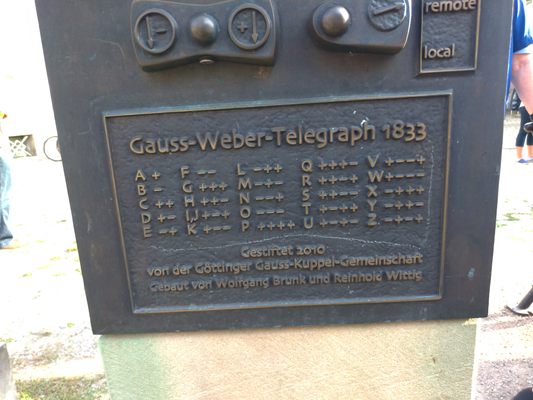 remote
local
Gauss-Weber-Telegraph 1833
A + F -- L -++ Q +++- V +--+
B - G +++ M -+- R ++-+ W +---
C ++ H ++- N --+ S ++-- X -+++
D +- IJ +-+ O --- T +-++ Y -++-
E -+ K +-- P ++++ U +-+- Z -+-+
Gestiftet 2010
von der Göttinger Gauss-Kuppel-Gemeinschaft
Gebaut von Wolfgang Brunk und Reinhold Wittig